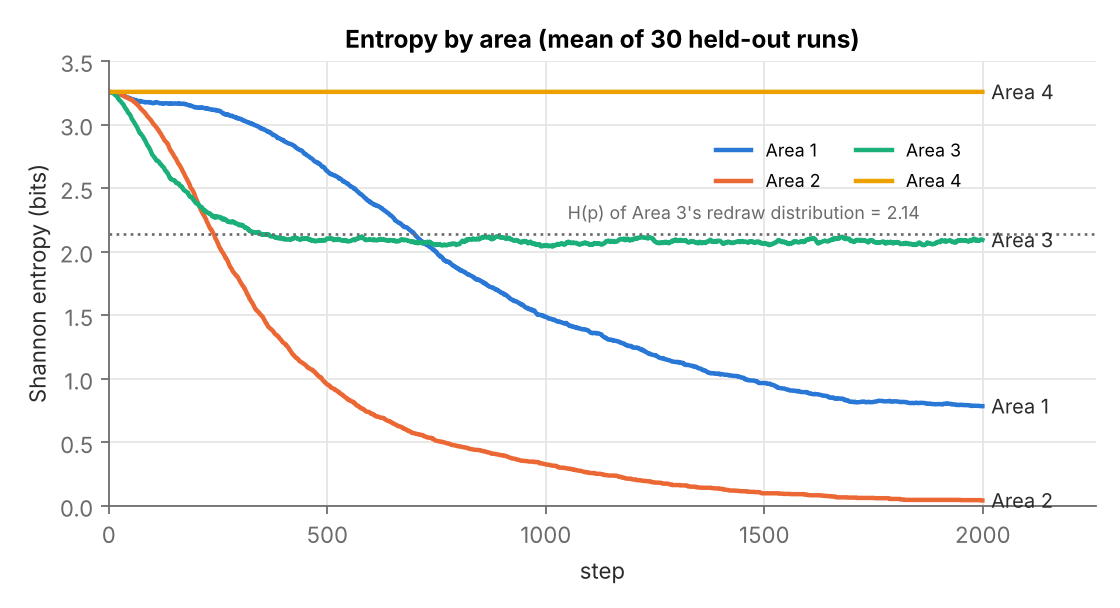 Entropy by area (mean of 30 held-out runs)
Shannon entropy (bits)
3.5
3.0
2.5
2.0
1.5
1.0
0.5
0.0
Area 4
Area 1
Area 3
Area 2
Area 4
H(p) of Area 3's redraw distribution = 2.14
Area 3
Area 1
Area 2
0
500
1000
1500
2000
step